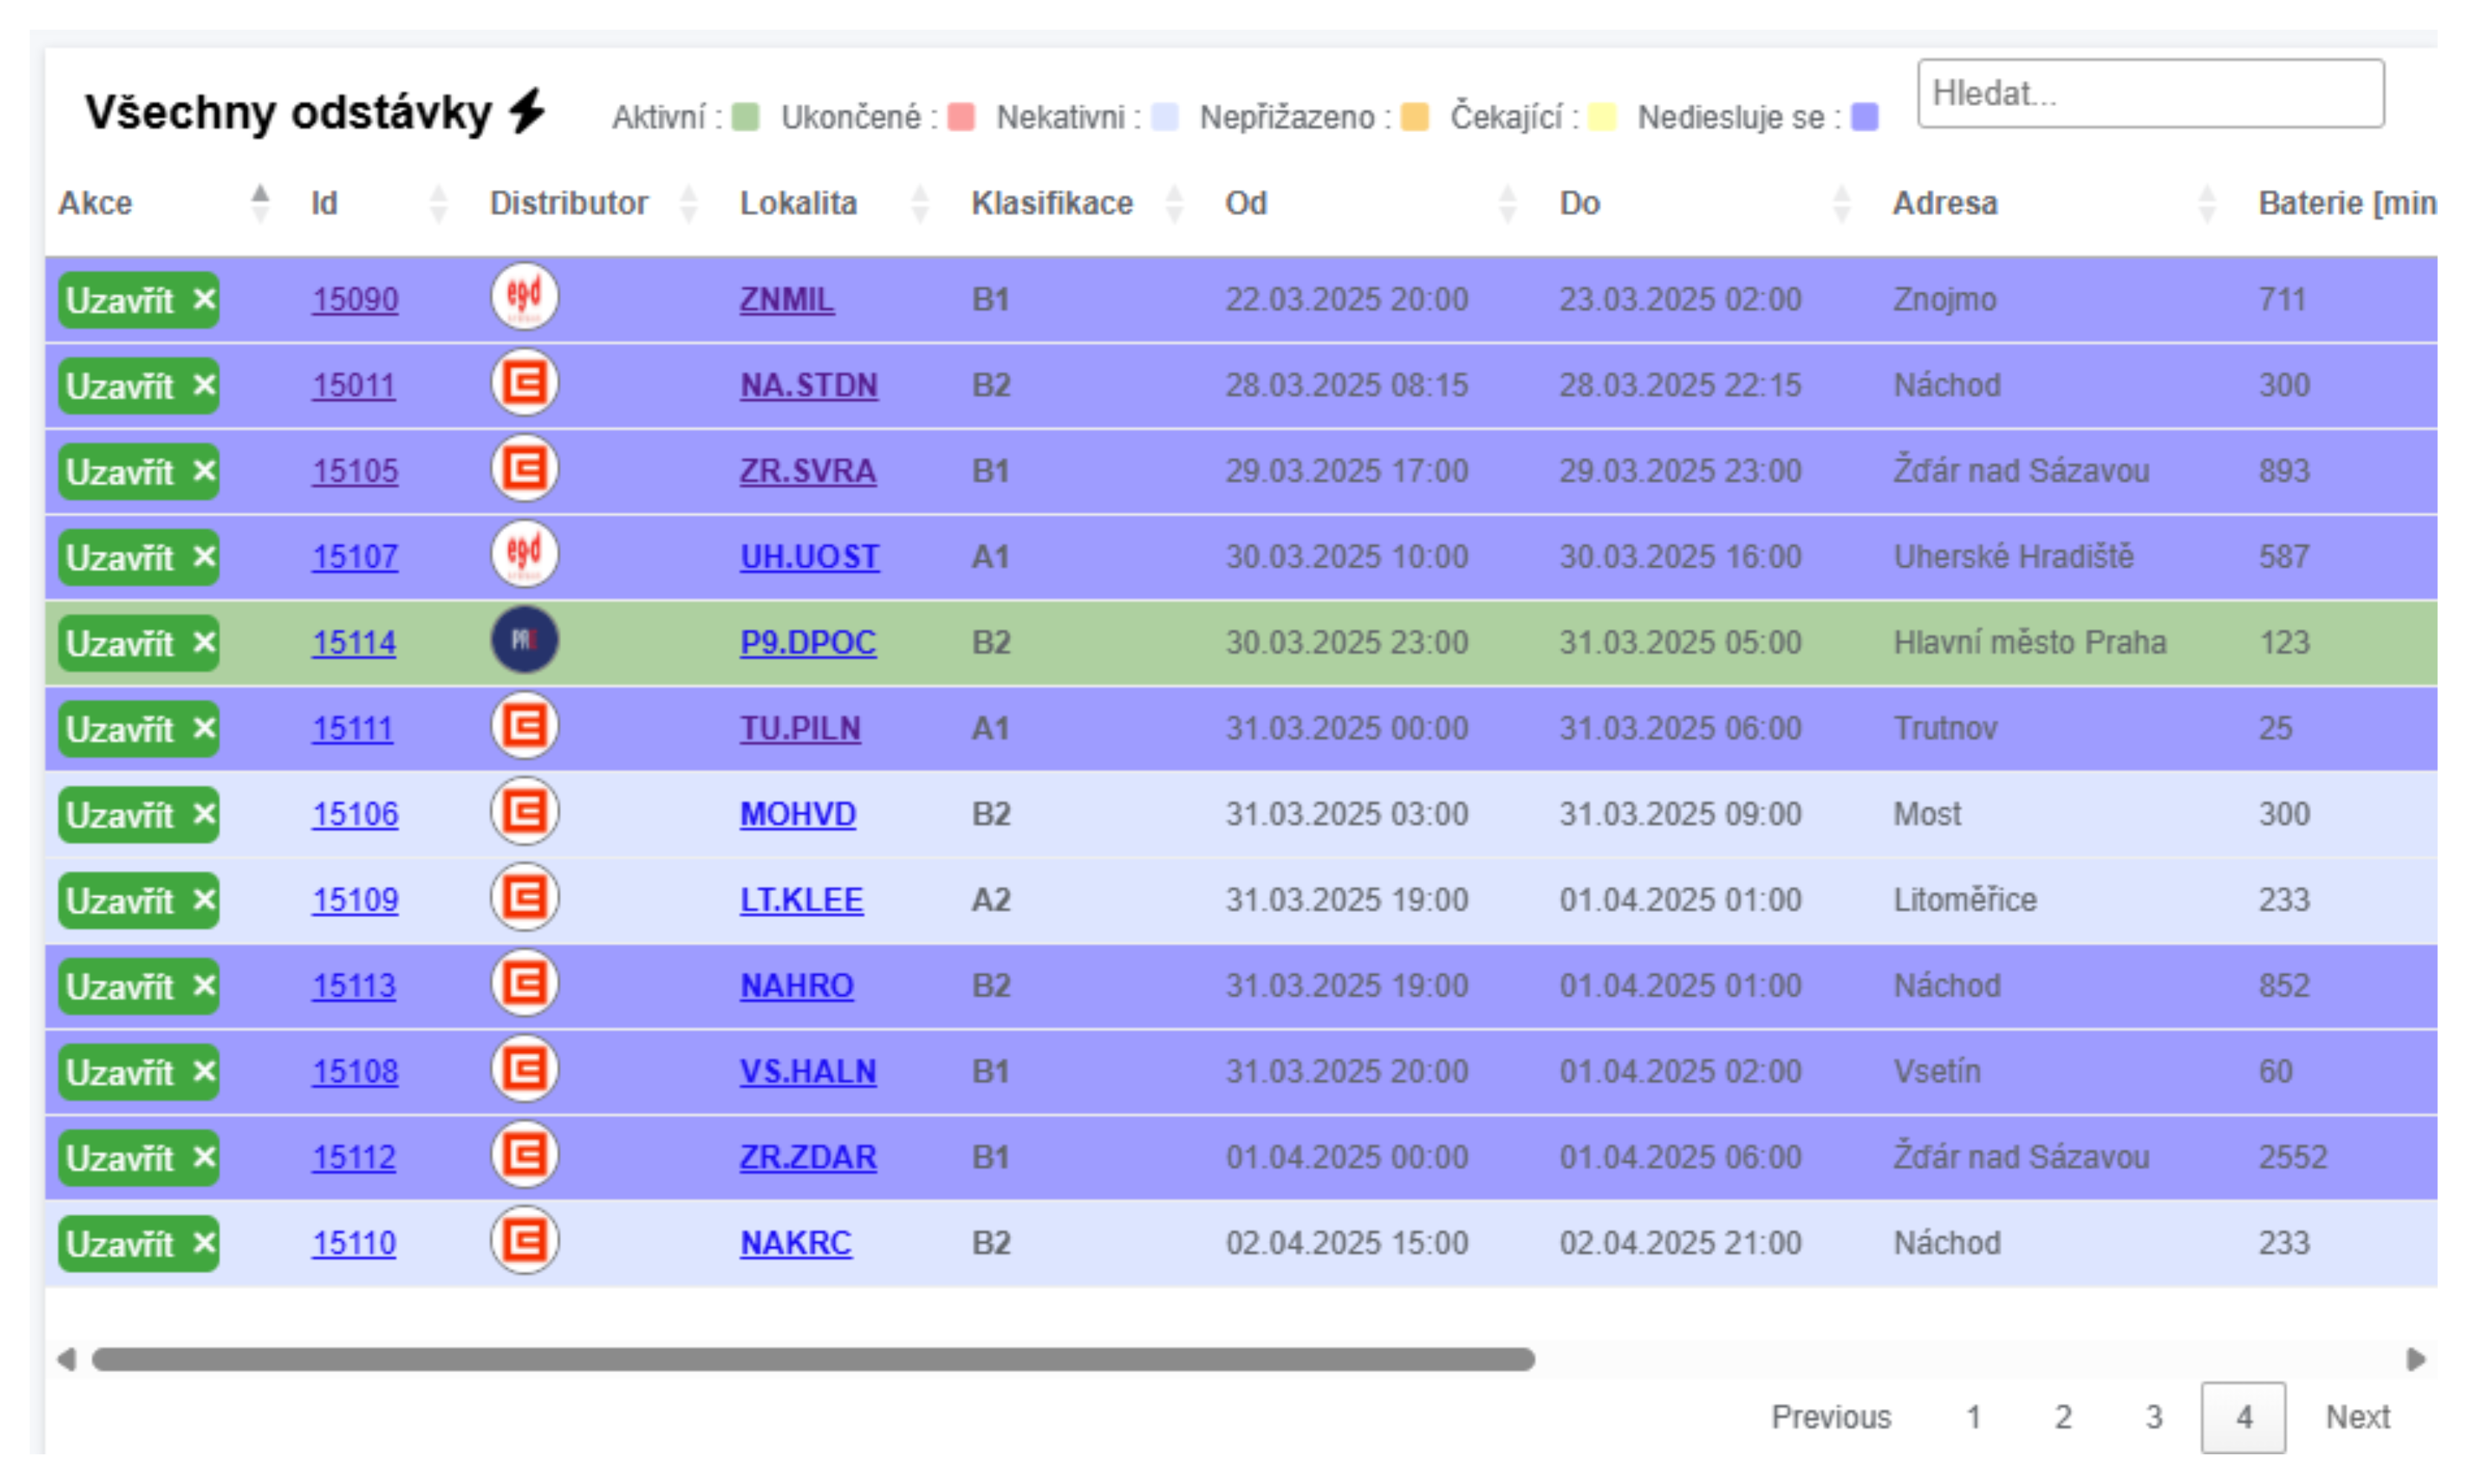 Všechny odstávky
Aktivní : Ukončené : Nekativni : Nepřižazeno : Čekající : Nediesluje se :
Hledat...
Akce Id Distributor Lokalita Klasifikace Od Do Adresa Baterie [min
Uzavřít × 15090 eg·d ZNMIL B1 22.03.2025 20:00 23.03.2025 02:00 Znojmo 711
Uzavřít × 15011 NA.STDN B2 28.03.2025 08:15 28.03.2025 22:15 Náchod 300
Uzavřít × 15105 ZR.SVRA B1 29.03.2025 17:00 29.03.2025 23:00 Žďár nad Sázavou 893
Uzavřít × 15107 eg·d UH.UOST A1 30.03.2025 10:00 30.03.2025 16:00 Uherské Hradiště 587
Uzavřít × 15114 PRE P9.DPOC B2 30.03.2025 23:00 31.03.2025 05:00 Hlavní město Praha 123
Uzavřít × 15111 TU.PILN A1 31.03.2025 00:00 31.03.2025 06:00 Trutnov 25
Uzavřít × 15106 MOHVD B2 31.03.2025 03:00 31.03.2025 09:00 Most 300
Uzavřít × 15109 LT.KLEE A2 31.03.2025 19:00 01.04.2025 01:00 Litoměřice 233
Uzavřít × 15113 NAHRO B2 31.03.2025 19:00 01.04.2025 01:00 Náchod 852
Uzavřít × 15108 VS.HALN B1 31.03.2025 20:00 01.04.2025 02:00 Vsetín 60
Uzavřít × 15112 ZR.ZDAR B1 01.04.2025 00:00 01.04.2025 06:00 Žďár nad Sázavou 2552
Uzavřít × 15110 NAKRC B2 02.04.2025 15:00 02.04.2025 21:00 Náchod 233
Previous 1 2 3 4 Next